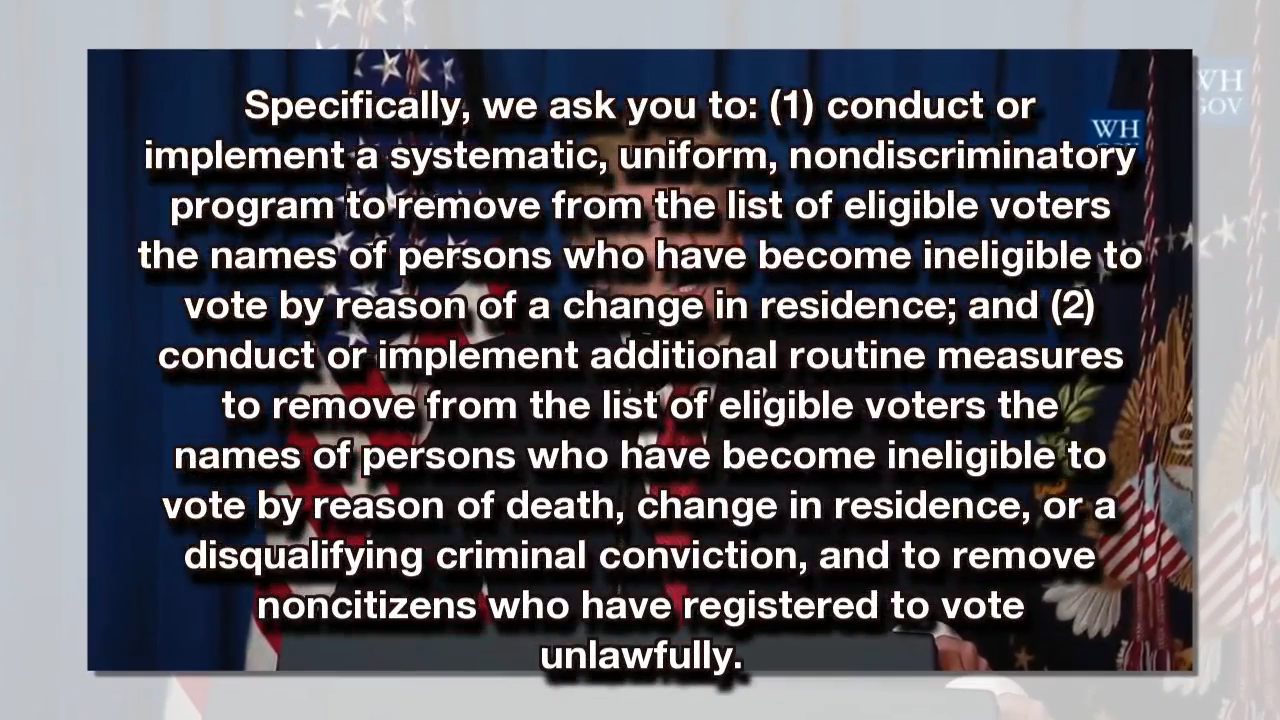 Specifically, we ask you to: (1) conduct or
implement a systematic, uniform, nondiscriminatory
program to remove from the list of eligible voters
the names of persons who have become ineligible to
vote by reason of a change in residence; and (2)
conduct or implement additional routine measures
to remove from the list of eligible voters the
names of persons who have become ineligible to
vote by reason of death, change in residence, or a
disqualifying criminal conviction, and to remove
noncitizens who have registered to vote
unlawfully.
WH
WH
GOV